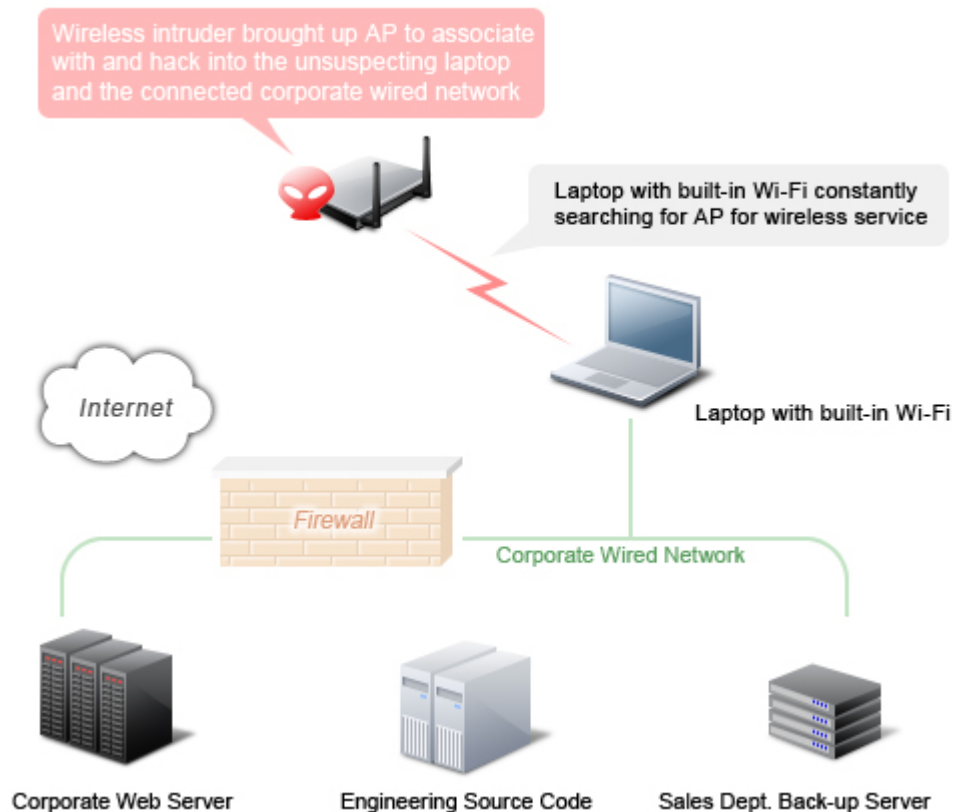 Wireless intruder brought up AP to associate
with and hack into the unsuspecting laptop
and the connected corporate wired network
Laptop with built-in Wi-Fi constantly
searching for AP for wireless service
Internet
Laptop with built-in Wi-Fi
Firewall
Corporate Wired Network
Corporate Web Server
Engineering Source Code
Sales Dept. Back-up Server